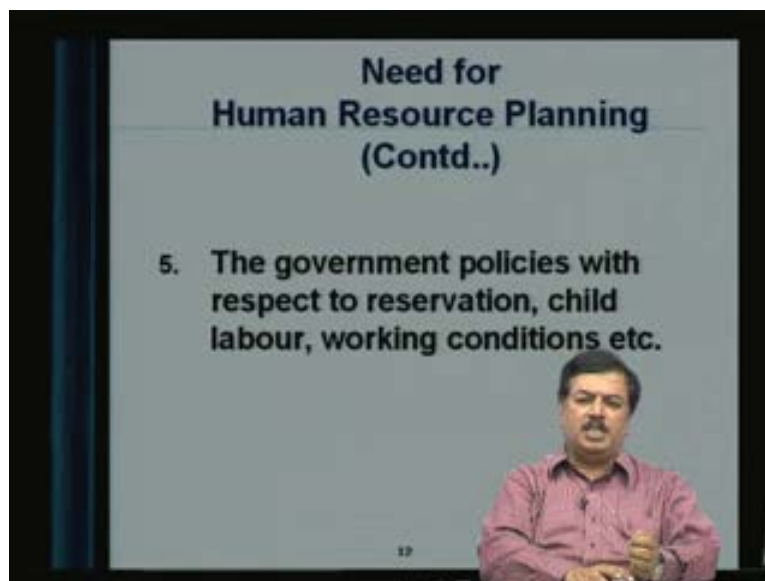 Need for
Human Resource Planning
(Contd..)
5. The government policies with
respect to reservation, child
labour, working conditions etc.